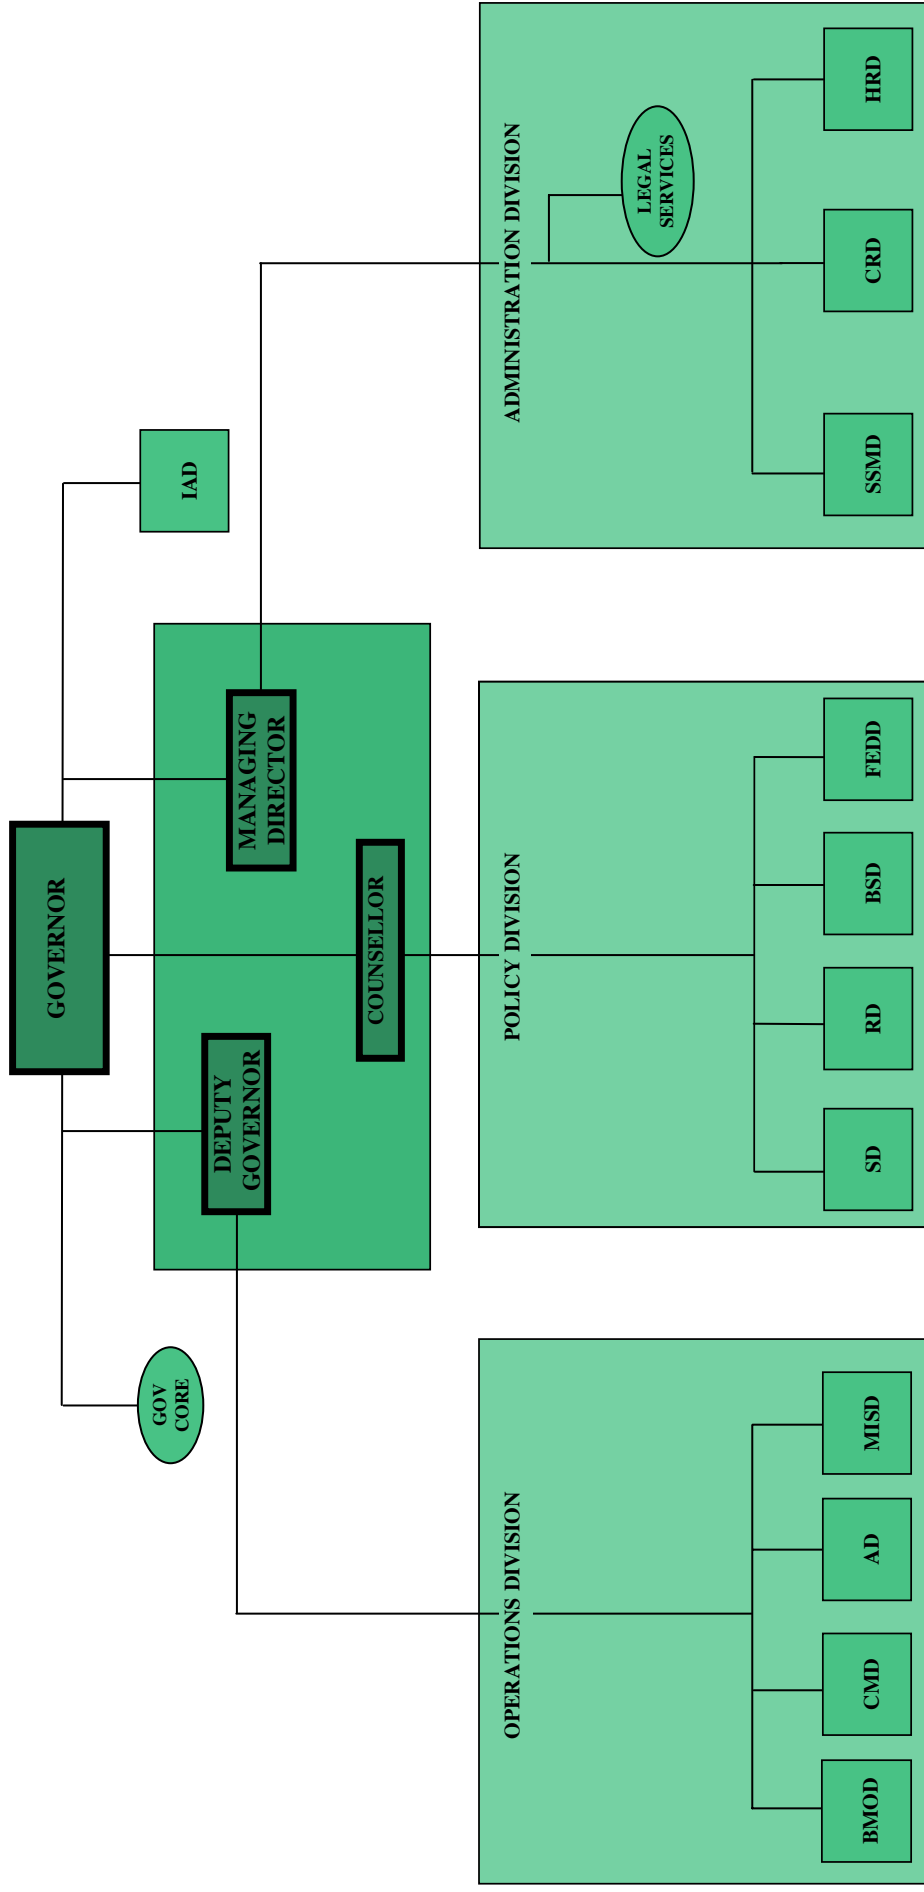 GOVERNOR
GOV
CORE
IAD
DEPUTY
GOVERNOR
MANAGING
DIRECTOR
COUNSELLOR
OPERATIONS DIVISION
POLICY DIVISION
ADMINISTRATION DIVISION
LEGAL
SERVICES
BMOD
CMD
AD
MISD
SD
RD
BSD
FEDD
SSMD
CRD
HRD